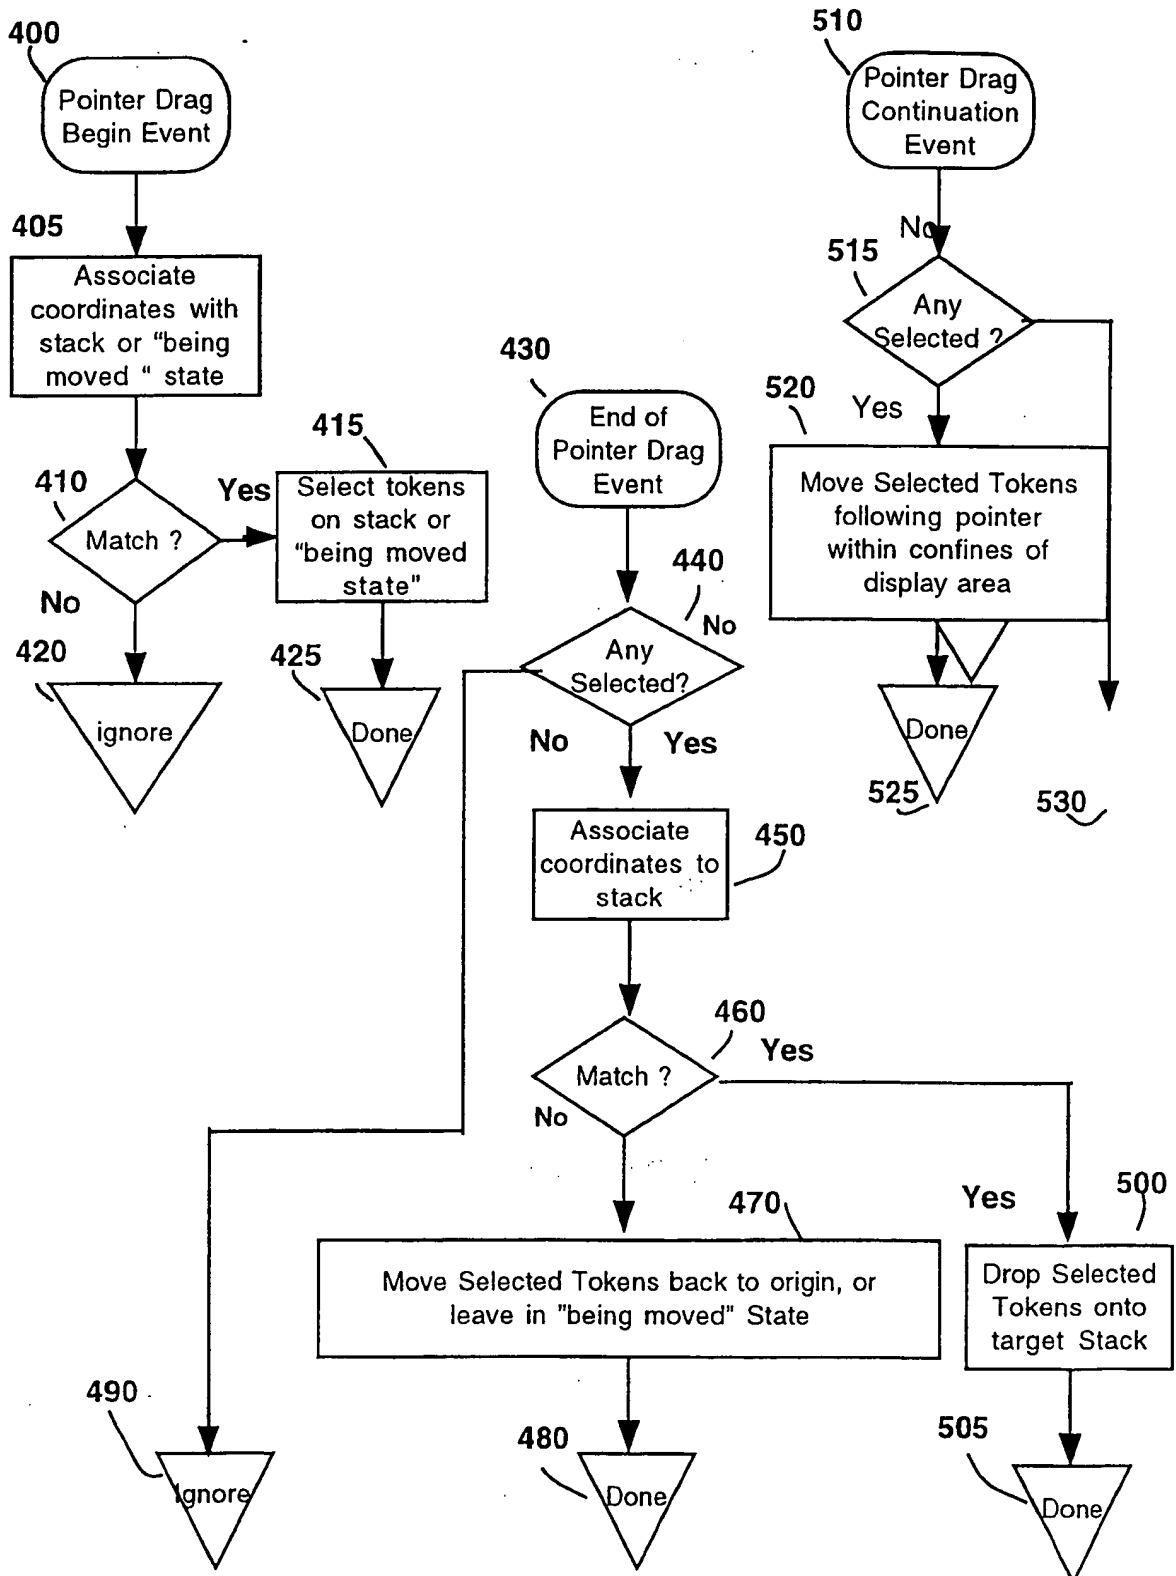 400
Pointer Drag
Begin Event
405
Associate
coordinates with
stack or "being
moved " state
410
Match ?
Yes
No
415
Select tokens
on stack or
"being moved
state"
420
ignore
425
Done
430
End of
Pointer Drag
Event
440
No
Any
Selected?
No
Yes
Associate
coordinates to
stack
450
460
Match ?
Yes
No
470
Move Selected Tokens back to origin, or
leave in "being moved" State
480
Done
490
Ignore
Yes
500
Drop Selected
Tokens onto
target Stack
505
Done
510
Pointer Drag
Continuation
Event
No
515
Any
Selected ?
Yes
520
Move Selected Tokens
following pointer
within confines of
display area
Done
525
530